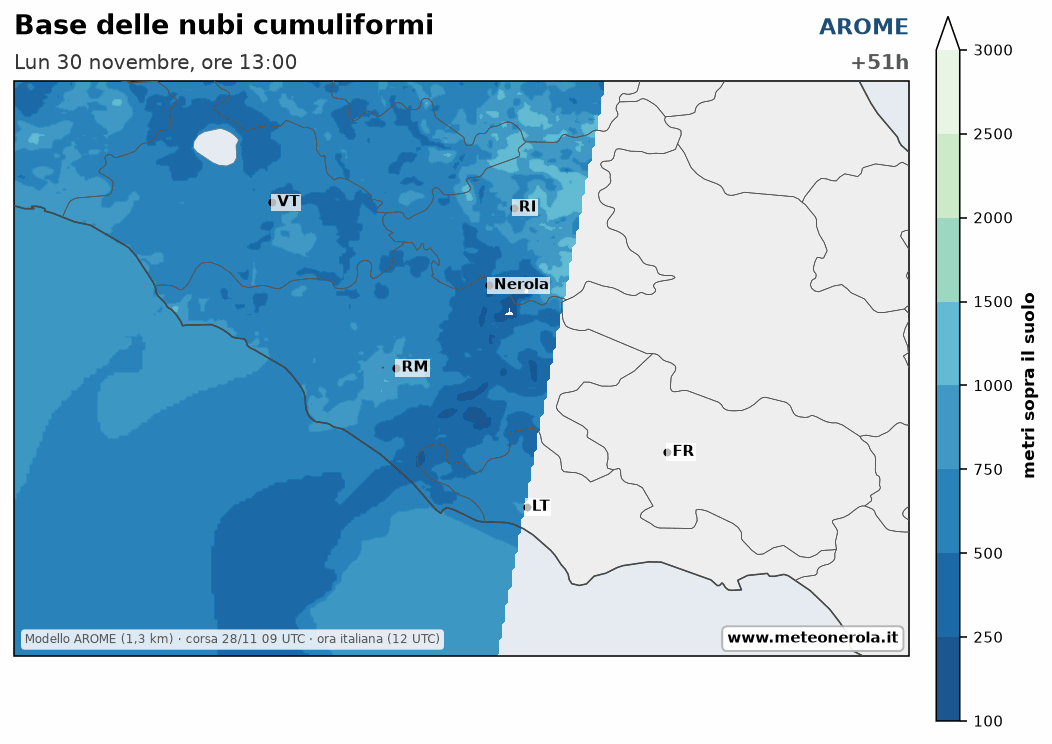 Base delle nubi cumuliformi
AROME
Lun 30 novembre, ore 13:00
+51h
VT
RI
Nerola
RM
FR
LT
Modello AROME (1,3 km) · corsa 28/11 09 UTC · ora italiana (12 UTC)
www.meteonerola.it
3000
2500
2000
1500
1000
750
500
250
100
metri sopra il suolo